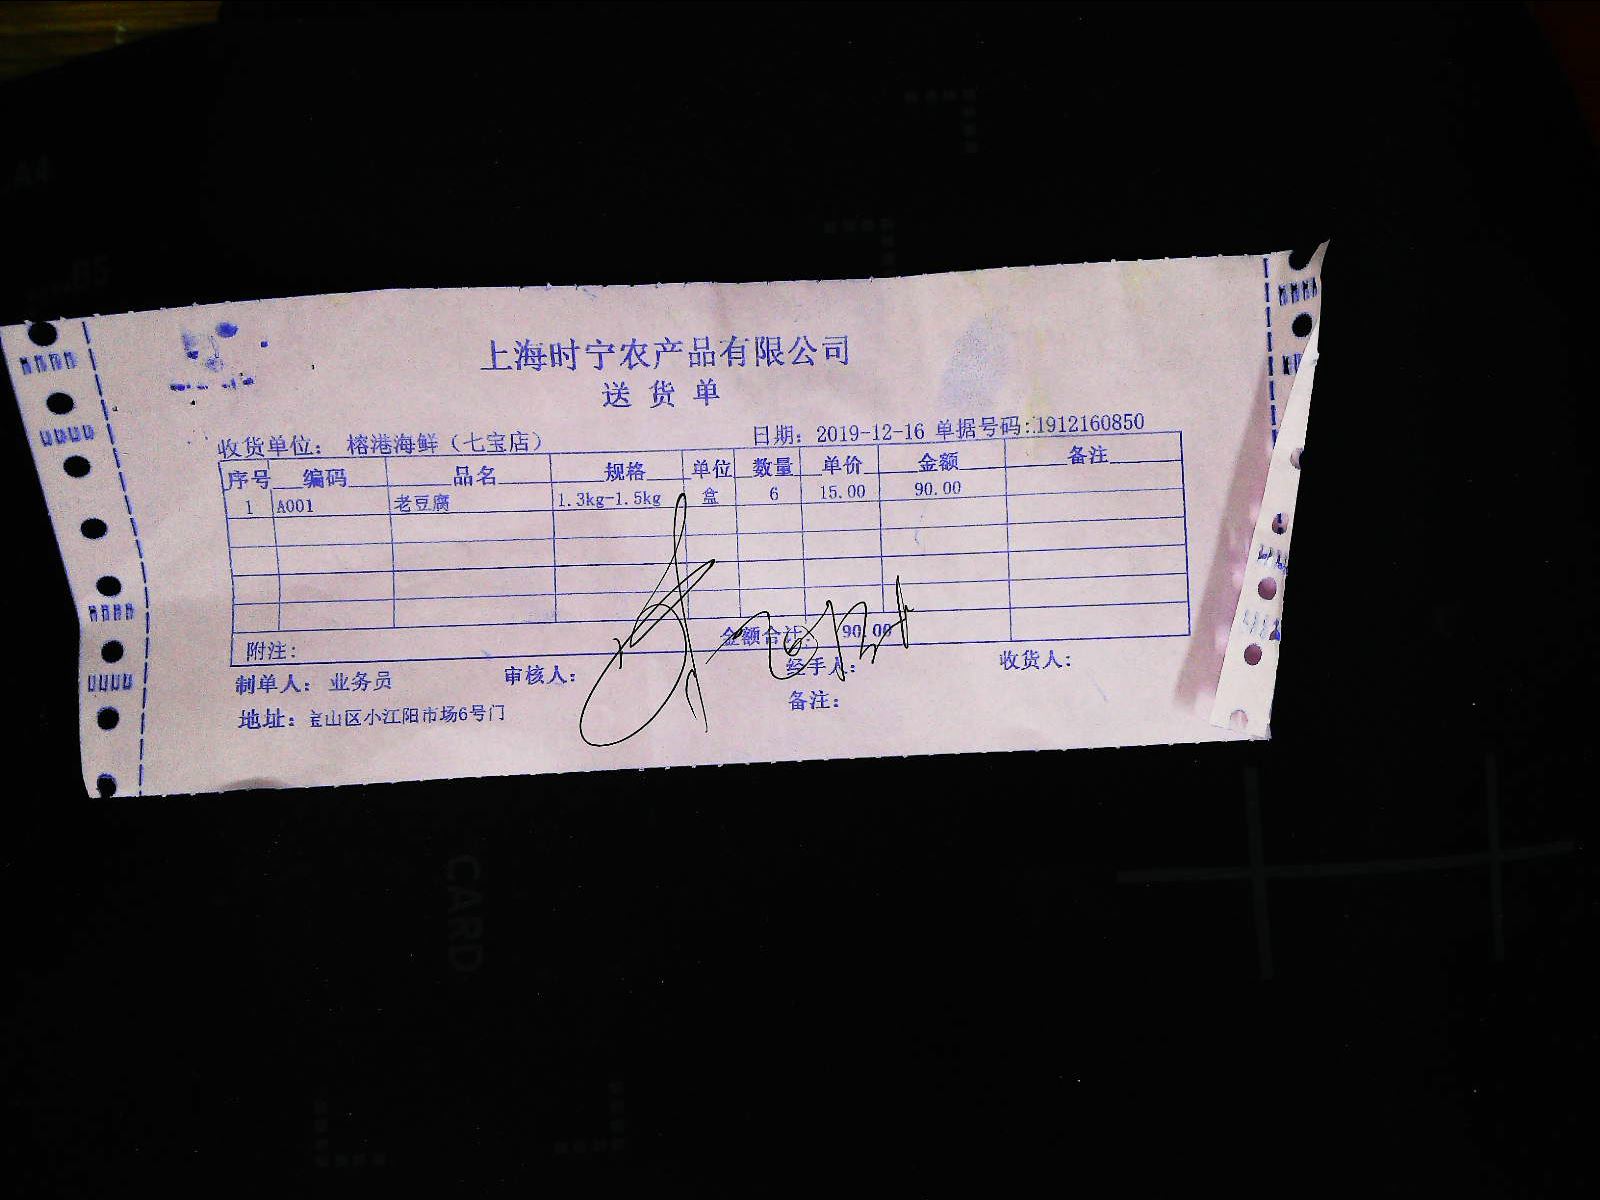 上海时宁农产品有限公司
送 货 单
收货单位: 榕港海鲜（七宝店） 日期: 2019-12-16 单据号码:1912160850
序号 编码 品名 规格 单位 数量 单价 金额 备注
1 A001 老豆腐 1.3kg-1.5kg 盒 6 15.00 90.00
附注: 金额合计: 90.00
制单人: 业务员 审核人: 经手人: 收货人:
地址: 宝山区小江阳市场6号门 备注:
CARD